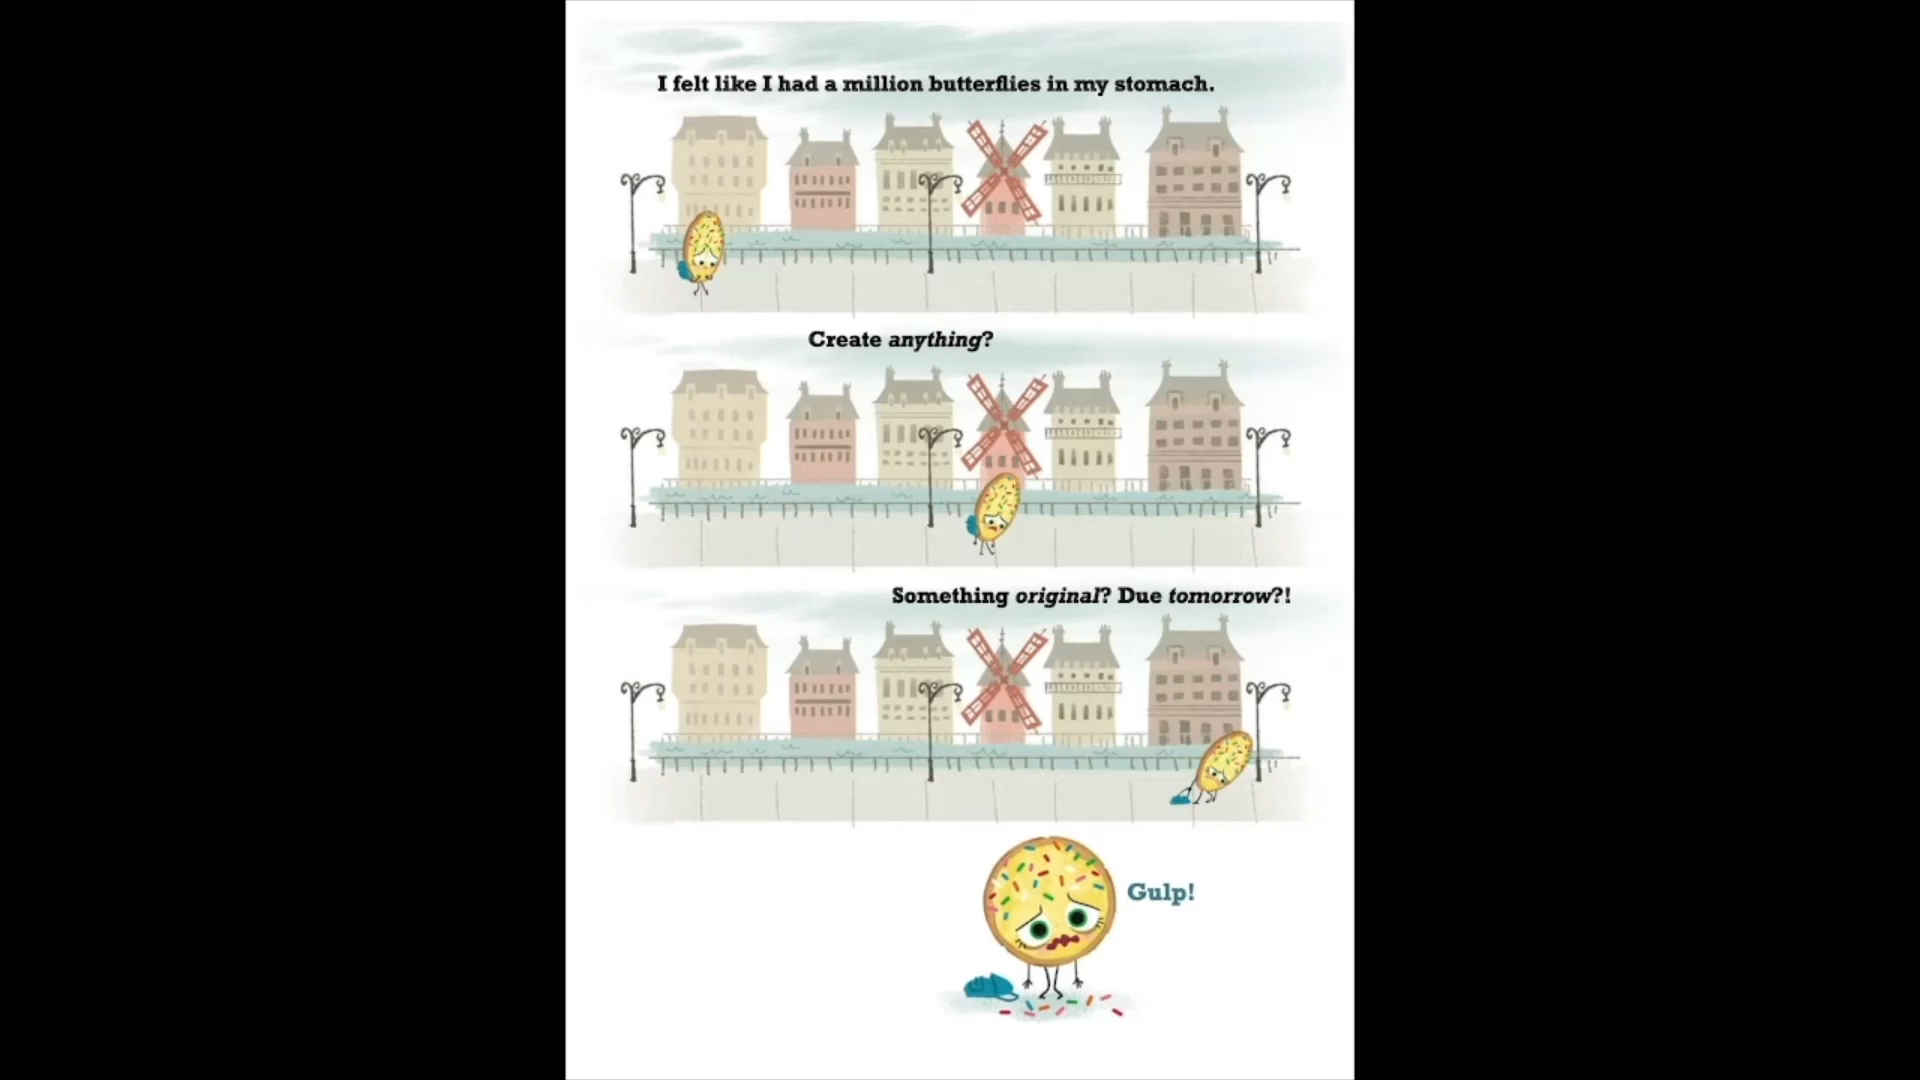 I felt like I had a million butterflies in my stomach.
Create anything?
Something original? Due tomorrow?!
Gulp!